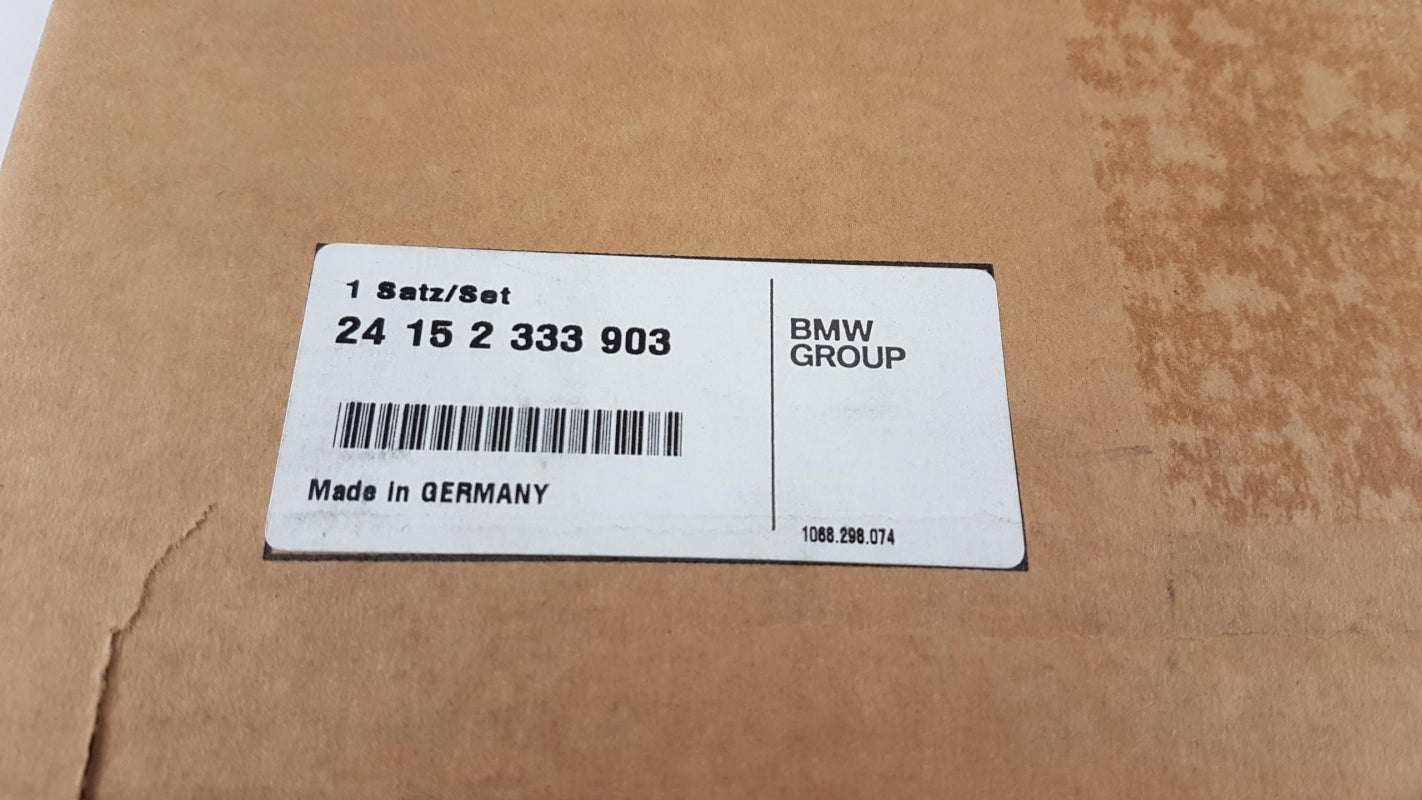 1 Satz/Set
24 15 2 333 903
Made in GERMANY
BMW
GROUP
1068.298.074